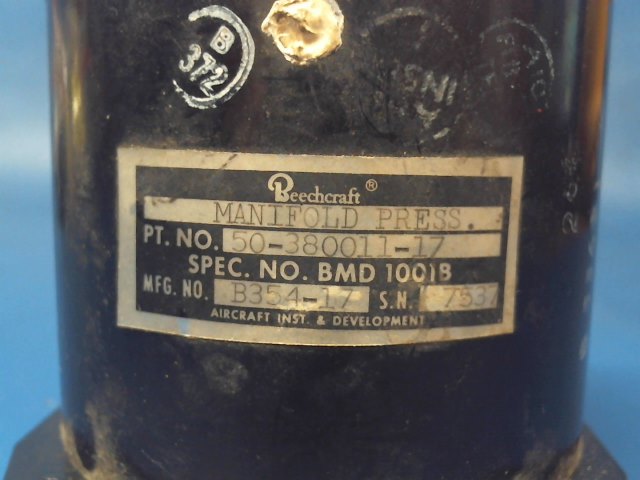 B
372
INSP
Beechcraft ®
MANIFOLD PRESS.
PT. NO. 50-380011-17
SPEC. NO. BMD 1001B
MFG. NO. B354-17 S.N. 7537
AIRCRAFT INST. & DEVELOPMENT